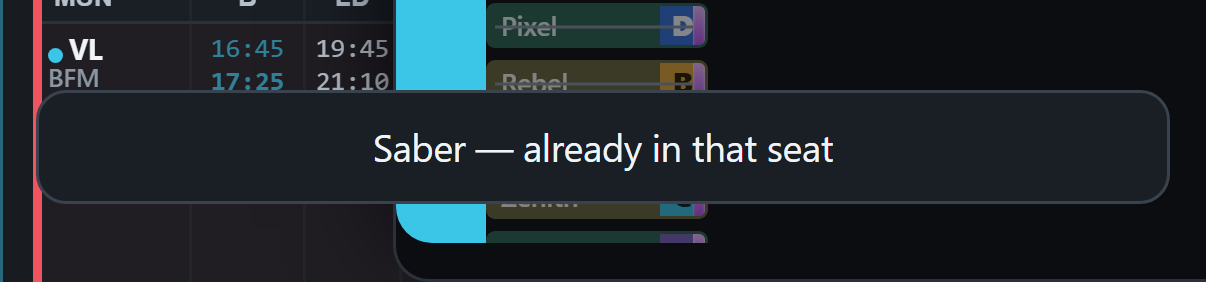 MON B ED
Pixel D
VL 16:45 19:45
BFM 17:25 21:10
Rebel B
Saber — already in that seat
Zenith